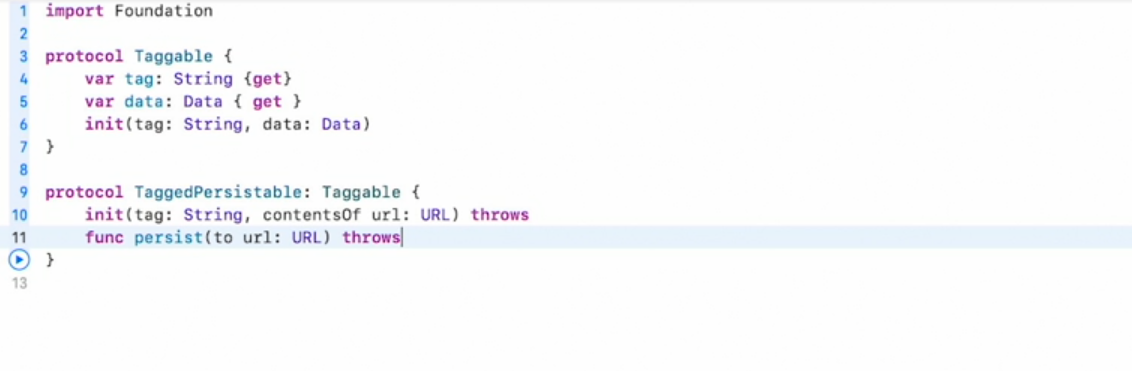 1 import Foundation
2
3 protocol Taggable {
4 var tag: String {get}
5 var data: Data { get }
6 init(tag: String, data: Data)
7 }
8
9 protocol TaggedPersistable: Taggable {
10 init(tag: String, contentsOf url: URL) throws
11 func persist(to url: URL) throws
}
13